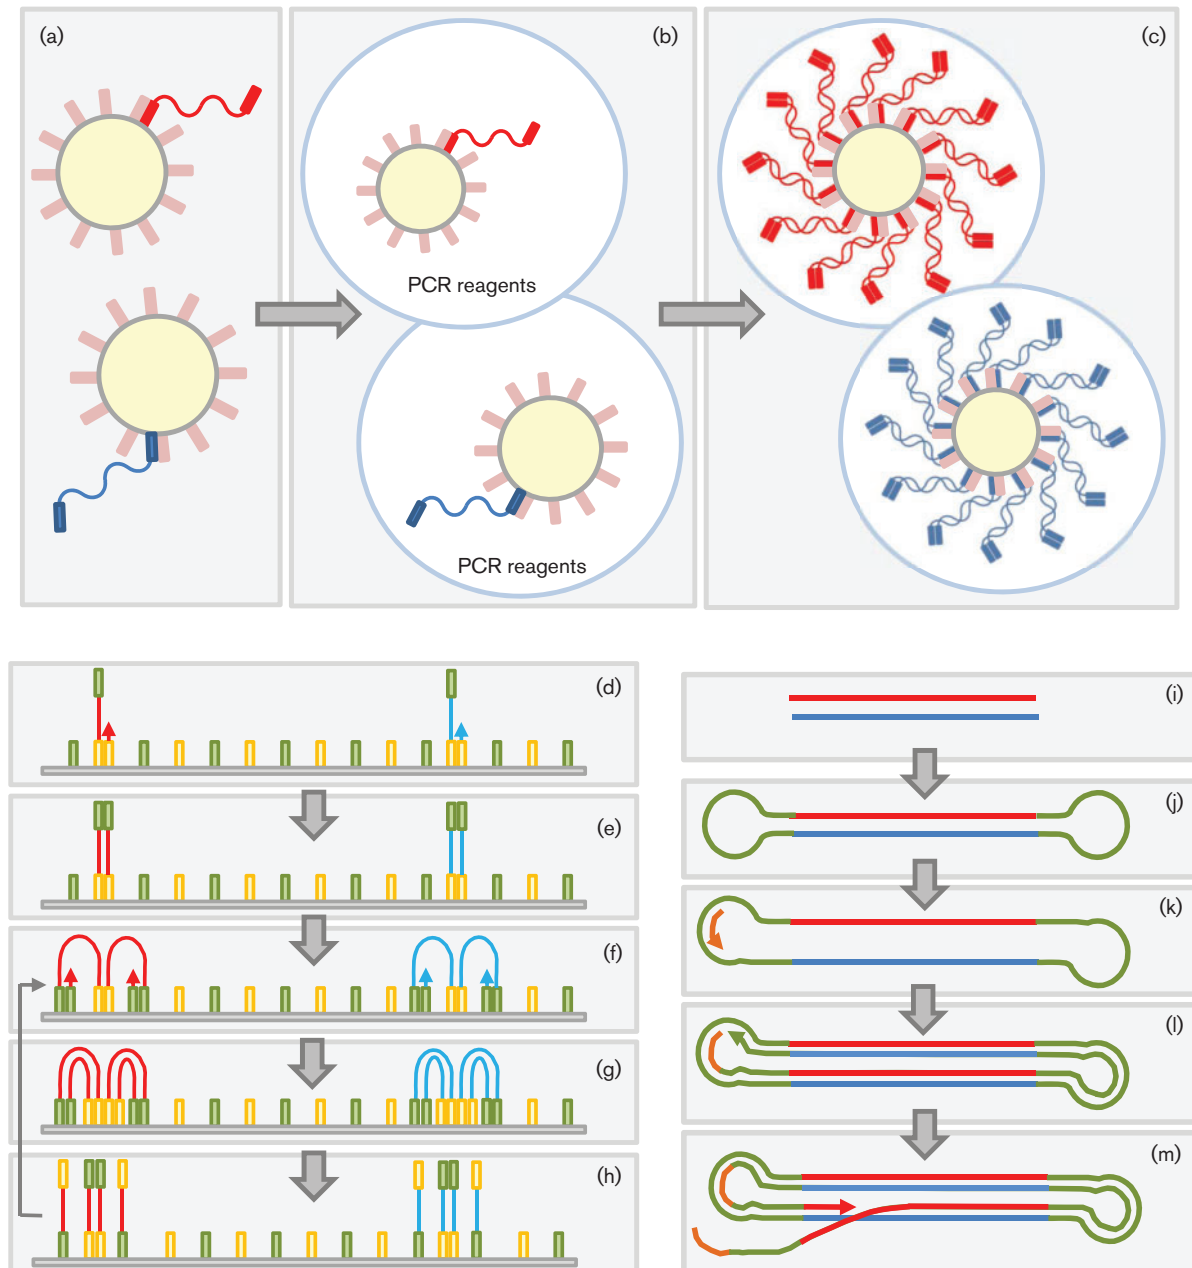 (a)
(b)
(c)
PCR reagents
PCR reagents
(d)
(e)
(f)
(g)
(h)
(i)
(j)
(k)
(l)
(m)